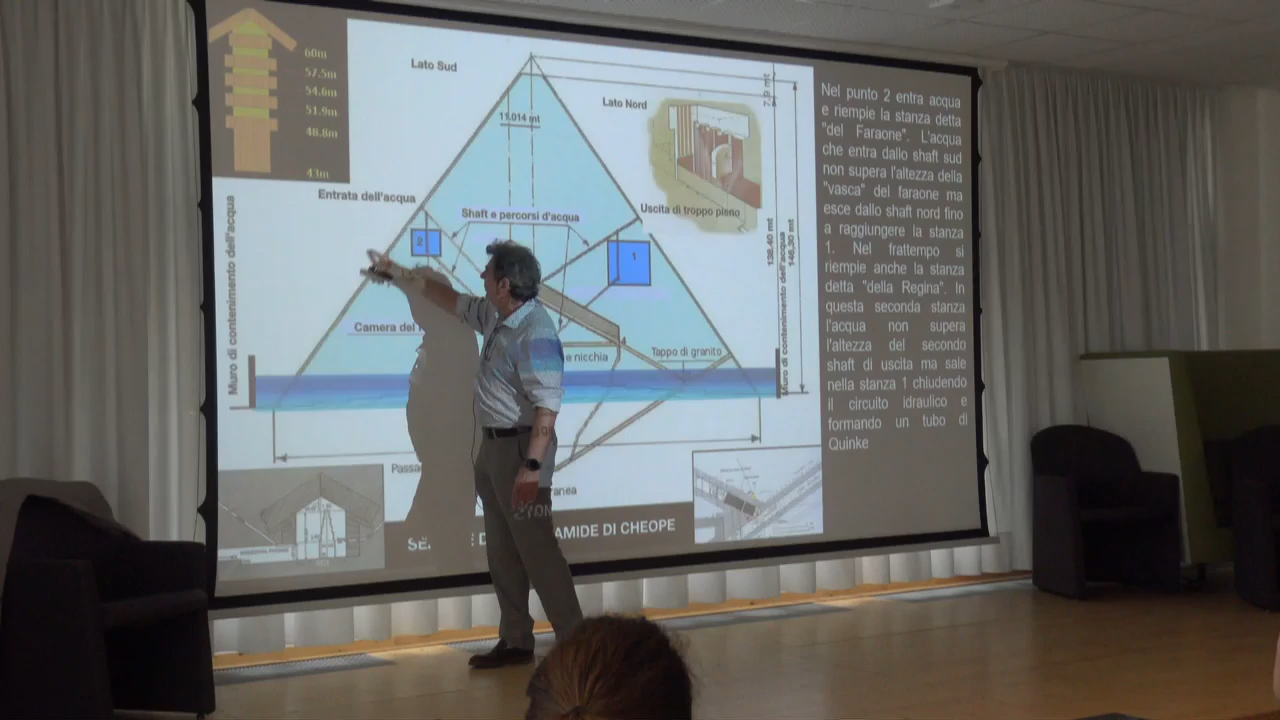 60m
57.5m
54.6m
51.9m
48.8m
43m
Lato Sud
11.014 mt
Lato Nord
7,9 mt
Entrata dell'acqua
Shaft e percorsi d'acqua
Uscita di troppo pieno
2
1
138.40 mt
146,30 mt
Muro di contenimento dell'acqua
Muro di contenimento dell'acqua
Camera del
e nicchia
Tappo di granito
SE
AMIDE DI CHEOPE
Nel punto 2 entra acqua
e riempie la stanza detta
"del Faraone". L'acqua
che entra dallo shaft sud
non supera l'altezza della
"vasca" del faraone ma
esce dallo shaft nord fino
a raggiungere la stanza
1. Nel frattempo si
riempie anche la stanza
detta "della Regina". In
questa seconda stanza
l'acqua non supera
l'altezza del secondo
shaft di uscita ma sale
nella stanza 1 chiudendo
il circuito idraulico e
formando un tubo di
Quinke